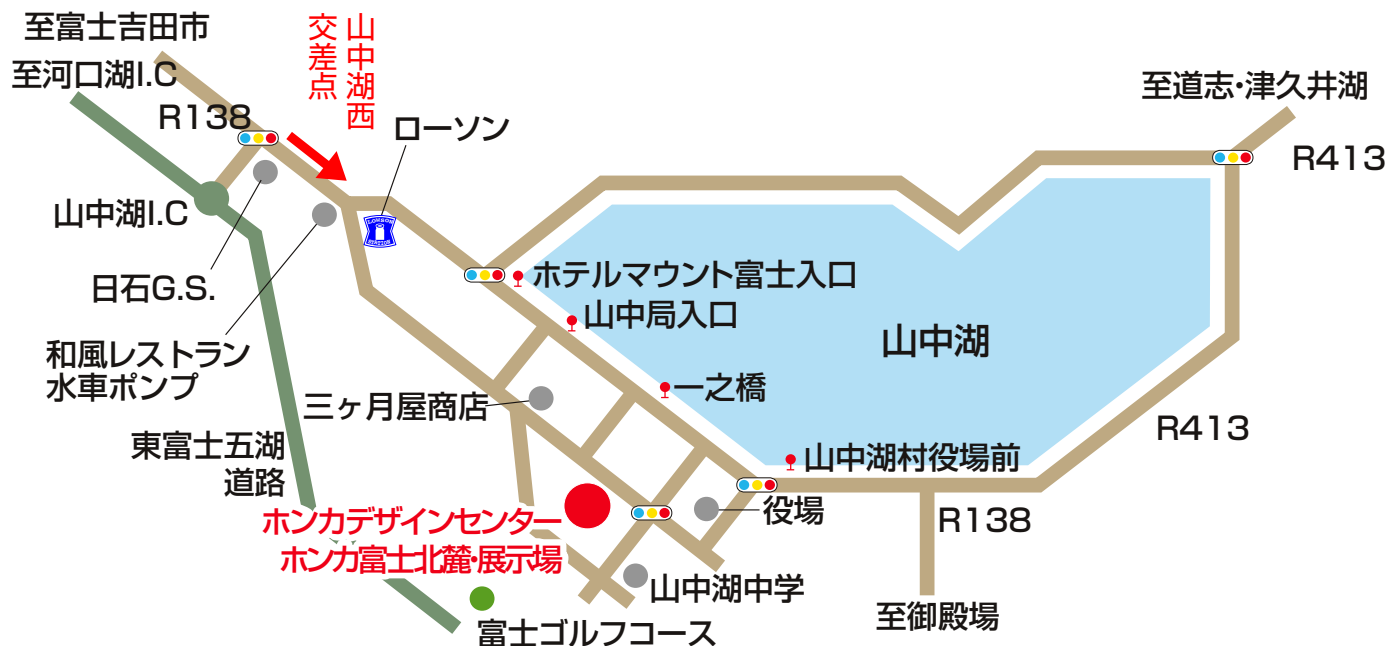 至富士吉田市
至河口湖I.C
R138
山中湖西
交差点
ローソン
至道志・津久井湖
R413
山中湖I.C
日石G.S.
ホテルマウント富士入口
山中局入口
山中湖
和風レストラン
水車ポンプ
三ヶ月屋商店
一之橋
R413
東富士五湖
道路
山中湖村役場前
役場
R138
ホンカデザインセンター
ホンカ富士北麓・展示場
山中湖中学
至御殿場
富士ゴルフコース